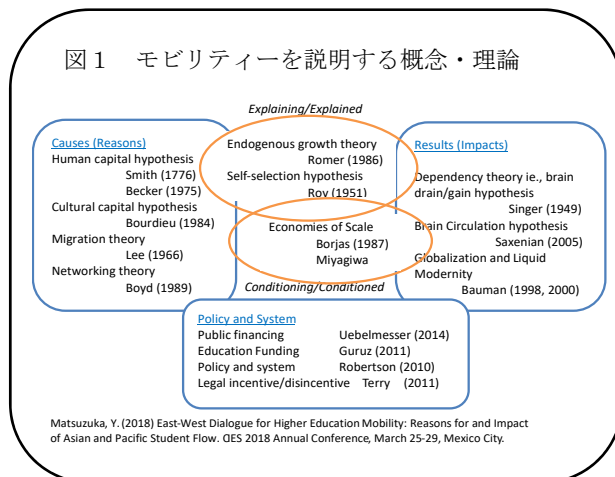 図１　モビリティーを説明する概念・理論
Explaining/Explained
Causes (Reasons)
Human capital hypothesis
Smith (1776)
Becker (1975)
Cultural capital hypothesis
Bourdieu (1984)
Migration theory
Lee (1966)
Networking theory
Boyd (1989)
Endogenous growth theory
Romer (1986)
Self-selection hypothesis
Roy (1951)
Economies of Scale
Borjas (1987)
Miyagiwa
Results (Impacts)
Dependency theory ie., brain
drain/gain hypothesis
Singer (1949)
Brain Circulation hypothesis
Saxenian (2005)
Globalization and Liquid
Modernity
Bauman (1998, 2000)
Conditioning/Conditioned
Policy and System
Public financing Uebelmesser (2014)
Education Funding Guruz (2011)
Policy and system Robertson (2010)
Legal incentive/disincentive Terry (2011)
Matsuzuka, Y. (2018) East-West Dialogue for Higher Education Mobility: Reasons for and Impact
of Asian and Pacific Student Flow. CIES 2018 Annual Conference, March 25-29, Mexico City.